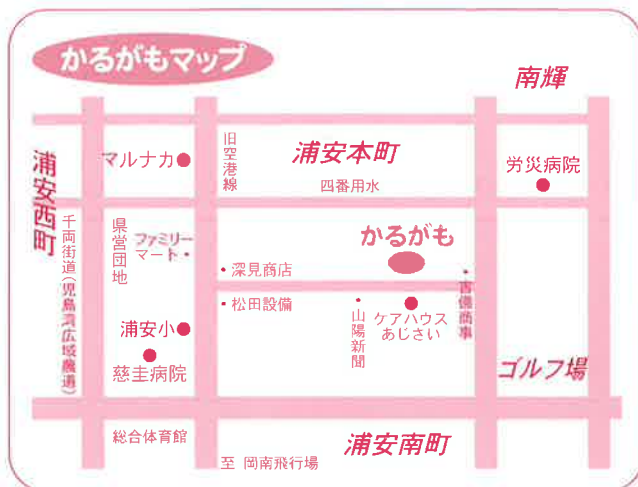 かるがもマップ
南輝
浦安西町
マルナカ
旧空港線
浦安本町
四番用水
労災病院
千両街道(児島湾広域農道)
県営団地
ファミリー
マート
かるがも
深見商店
松田設備
山陽新聞
ケアハウス
あじさい
吉備商事
浦安小
慈圭病院
ゴルフ場
総合体育館
浦安南町
至 岡南飛行場